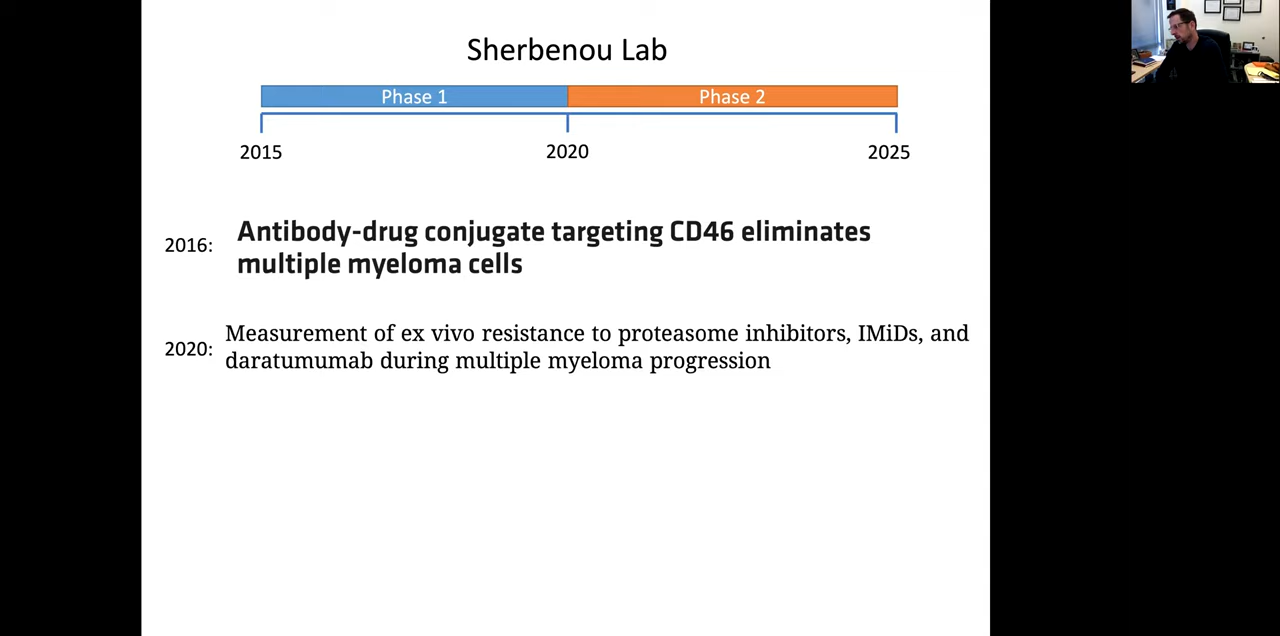 Sherbenou Lab
Phase 1 Phase 2
2015 2020 2025
2016: Antibody-drug conjugate targeting CD46 eliminates
multiple myeloma cells
2020: Measurement of ex vivo resistance to proteasome inhibitors, IMiDs, and
daratumumab during multiple myeloma progression